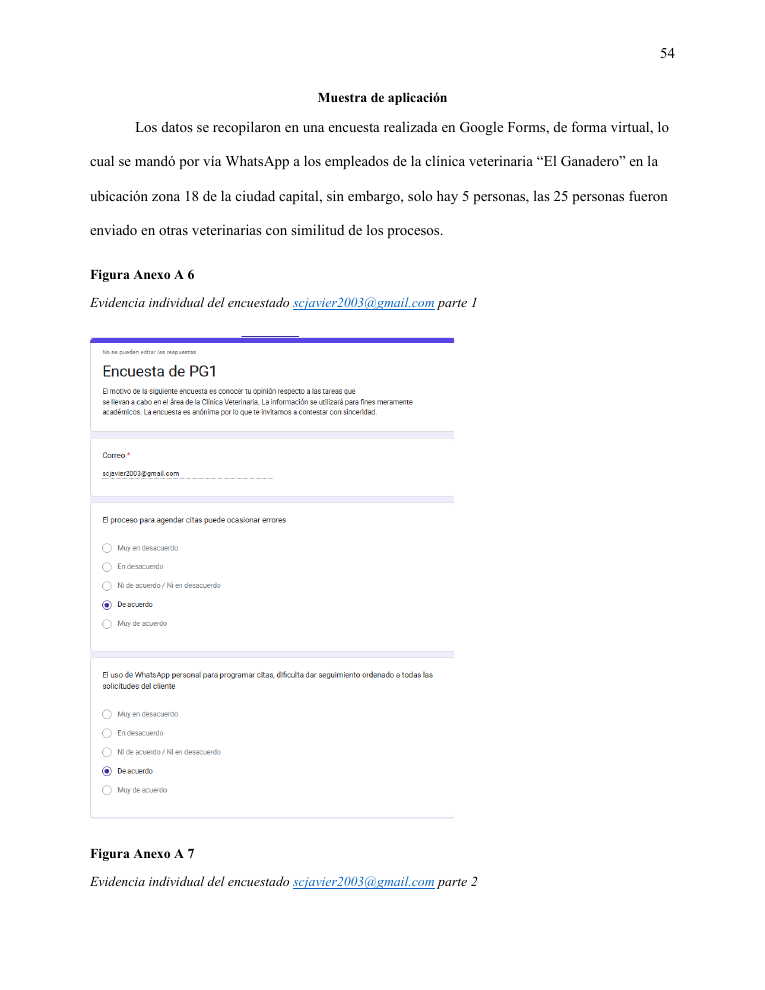 54
Muestra de aplicación
Los datos se recopilaron en una encuesta realizada en Google Forms, de forma virtual, lo
cual se mandó por vía WhatsApp a los empleados de la clínica veterinaria “El Ganadero” en la
ubicación zona 18 de la ciudad capital, sin embargo, solo hay 5 personas, las 25 personas fueron
enviado en otras veterinarias con similitud de los procesos.
Figura Anexo A 6
Evidencia individual del encuestado scjavier2003@gmail.com parte 1
No se pueden editar las respuestas
Encuesta de PG1
El motivo de la siguiente encuesta es conocer tu opinión respecto a las tareas que
se llevan a cabo en el área de la Clínica Veterinaria. La información se utilizará para fines meramente
académicos. La encuesta es anónima por lo que te invitamos a contestar con sinceridad.
Correo *
scjavier2003@gmail.com
El proceso para agendar citas puede ocasionar errores
Muy en desacuerdo
En desacuerdo
Ni de acuerdo / Ni en desacuerdo
De acuerdo
Muy de acuerdo
El uso de WhatsApp personal para programar citas, dificulta dar seguimiento ordenado a todas las
solicitudes del cliente
Muy en desacuerdo
En desacuerdo
Ni de acuerdo / Ni en desacuerdo
De acuerdo
Muy de acuerdo
Figura Anexo A 7
Evidencia individual del encuestado scjavier2003@gmail.com parte 2